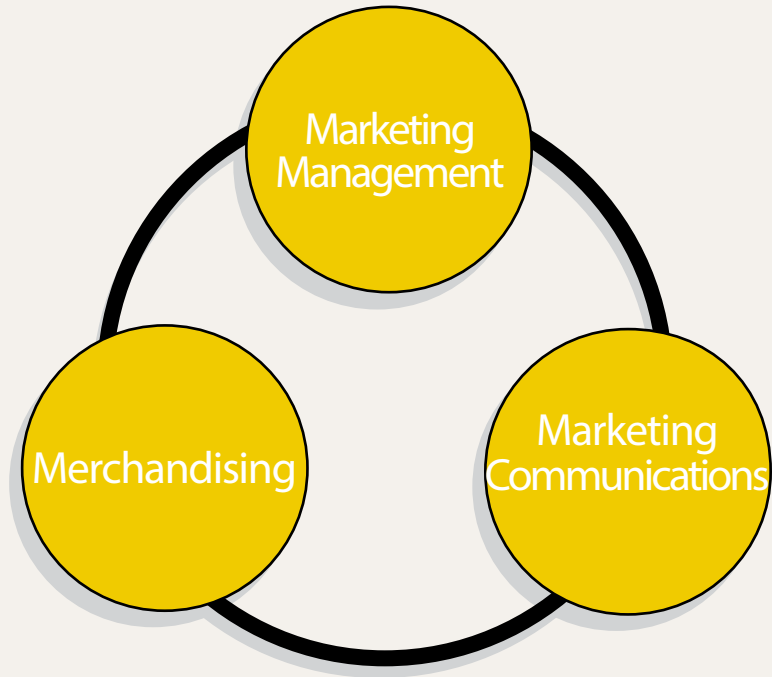 Marketing
Management
Merchandising
Marketing
Communications